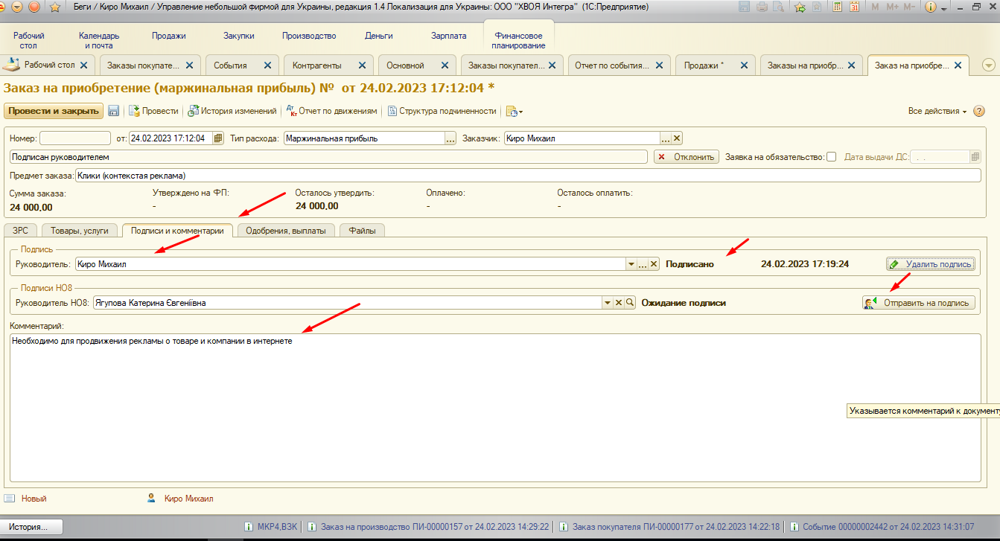 Беги / Киро Михаил / Управление небольшой фирмой для Украины, редакция 1.4 Локализация для Украины: ООО "ХВОЯ Интегра" (1С:Предприятие)
M M+ M-
Рабочий стол
Календарь и почта
Продажи
Закупки
Производство
Деньги
Зарплата
Финансовое планирование
Рабочий стол
Заказы покупате...
События
Контрагенты
Основной
Заказы покупател...
Отчет по события...
Продажи *
Заказы на приобр...
Заказ на приобре...
Заказ на приобретение (маржинальная прибыль) № от 24.02.2023 17:12:04 *
Провести и закрыть
Провести
История изменений
Отчет по движениям
Структура подчиненности
Все действия
Номер: от: 24.02.2023 17:12:04 Тип расхода: Маржинальная прибыль ... Заказчик: Киро Михаил ...
Подписан руководителем Отклонить Заявка на обязательство: Дата выдачи ДС: . .
Предмет заказа: Клики (контекстая реклама)
Сумма заказа: Утверждено на ФП: Осталось утвердить: Оплачено: Осталось оплатить:
24 000,00 - 24 000,00 - -
ЗРС Товары, услуги Подписи и комментарии Одобрения, выплаты Файлы
Подпись
Руководитель: Киро Михаил ... Подписано 24.02.2023 17:19:24 Удалить подпись
Подписи НО8
Руководитель НО8: Ягупова Катерина Євгеніївна Ожидание подписи Отправить на подпись
Комментарий:
Необходимо для продвижения рекламы о товаре и компании в интернете
Указывается комментарий к документу
Новый Киро Михаил
История... МКР4,ВЗК Заказ на производство ПИ-00000157 от 24.02.2023 14:29:22 Заказ покупателя ПИ-00000177 от 24.02.2023 14:22:18 Событие 00000002442 от 24.02.2023 14:31:07